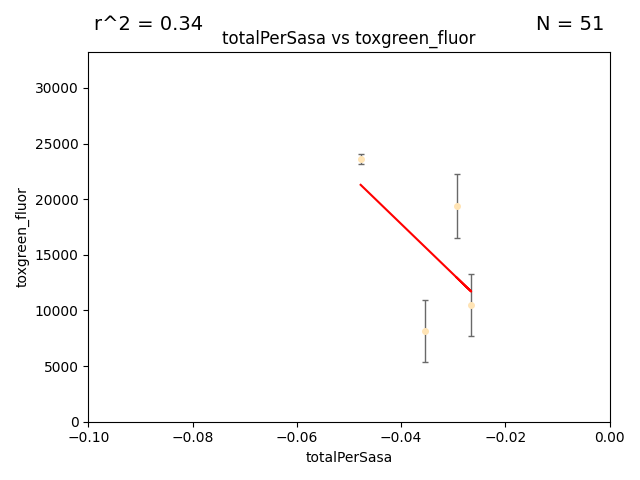 r^2 = 0.34
N = 51
totalPerSasa vs toxgreen_fluor
30000
25000
20000
15000
10000
5000
0
toxgreen_fluor
−0.10
−0.08
−0.06
−0.04
−0.02
0.00
totalPerSasa